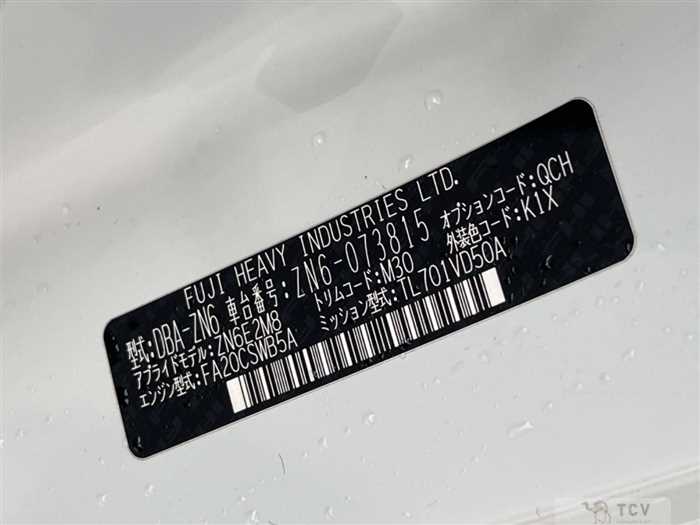 FUJI HEAVY INDUSTRIES LTD.
型式:DBA-ZN6 車台番号:ZN6-073815 オプションコード:QCH
アプライドモデル:ZN6E2M8 トリムコード:M30 外装色コード:K1X
エンジン型式:FA20CSWB5A ミッション型式:TL701VD50A
TCV